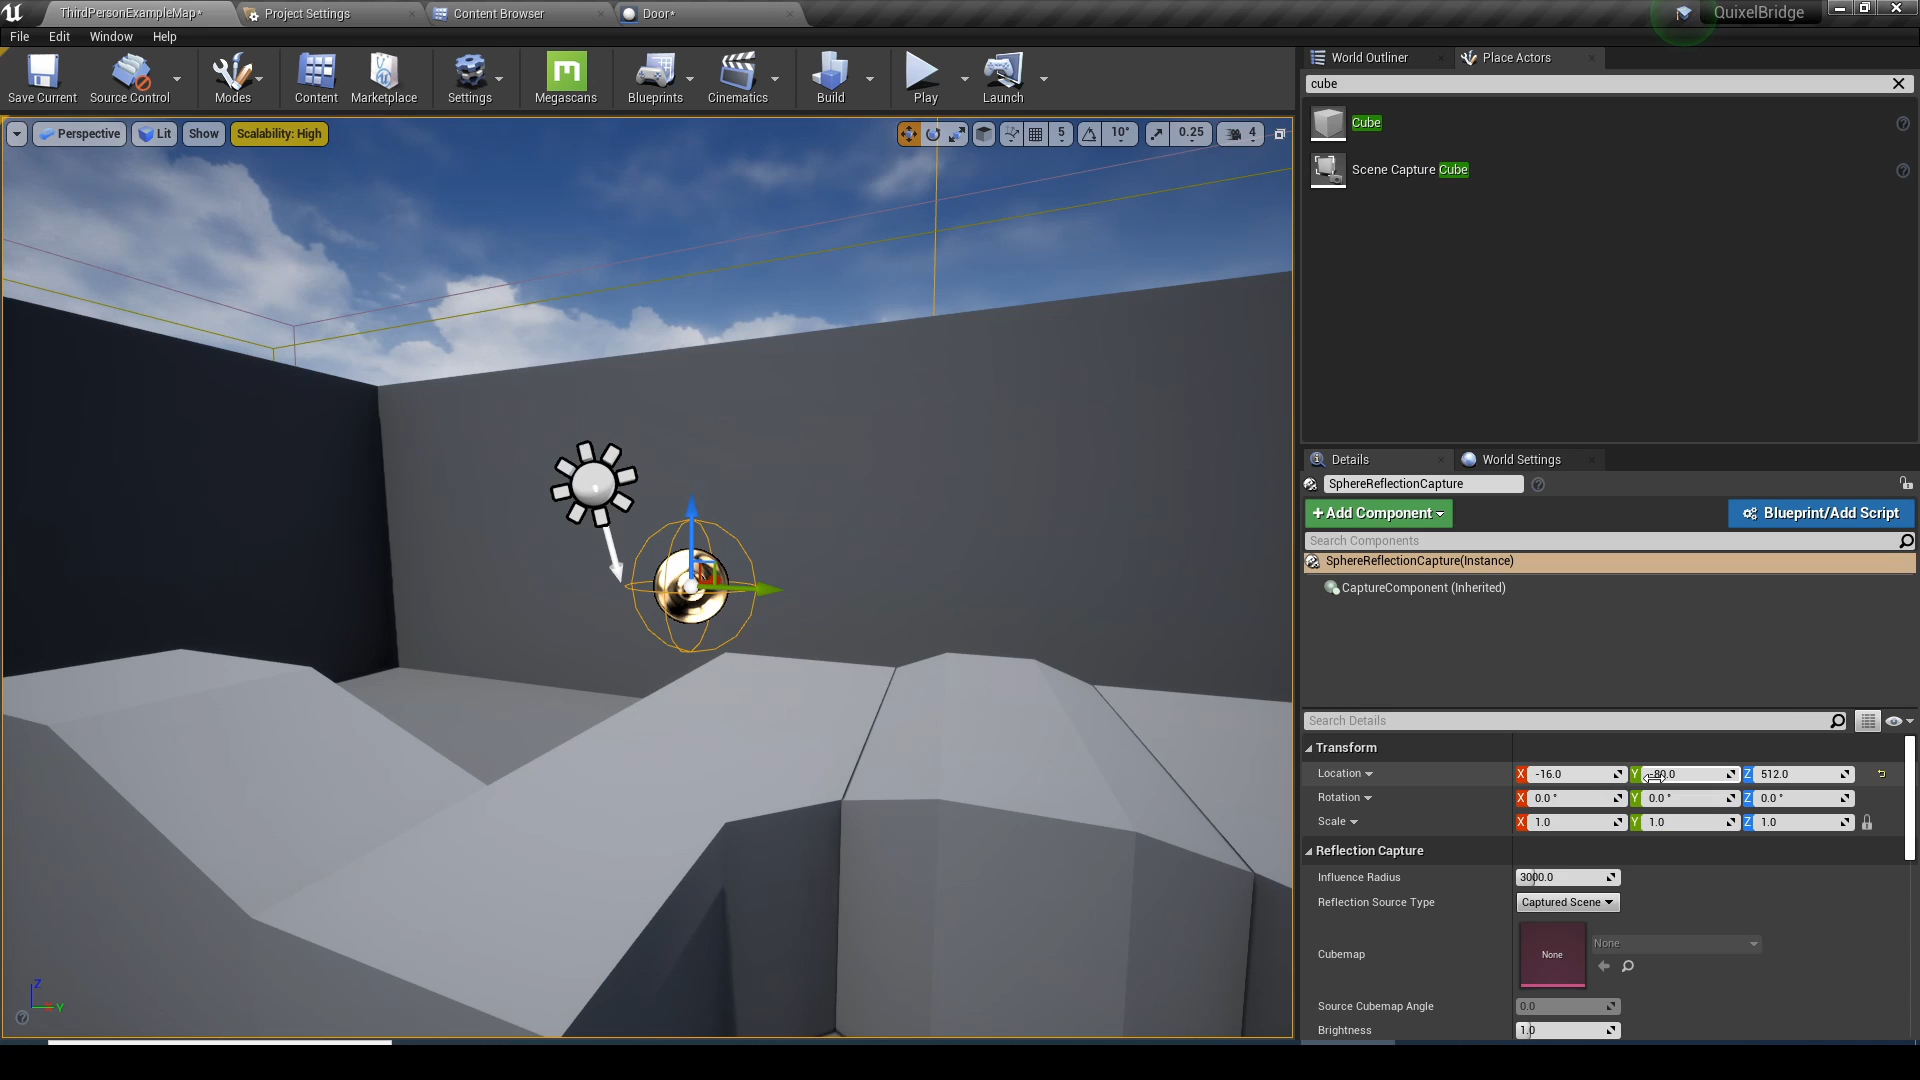 ThirdPersonExampleMap*
Project Settings
Content Browser
Door*
QuixelBridge
File
Edit
Window
Help
Save Current
Source Control
Modes
Content
Marketplace
Settings
Megascans
Blueprints
Cinematics
Build
Play
Launch
World Outliner
Place Actors
cube
Cube
Scene Capture Cube
Perspective
Lit
Show
Scalability: High
5
10°
0.25
4
Details
World Settings
SphereReflectionCapture
+Add Component
Blueprint/Add Script
Search Components
SphereReflectionCapture(Instance)
CaptureComponent (Inherited)
Search Details
Transform
Location
X -16.0
Y
Z 512.0
Rotation
X 0.0 °
Y 0.0 °
Z 0.0 °
Scale
X 1.0
Y 1.0
Z 1.0
Reflection Capture
Influence Radius
3000.0
Reflection Source Type
Captured Scene
Cubemap
None
None
Source Cubemap Angle
0.0
Brightness
1.0
Z
Y